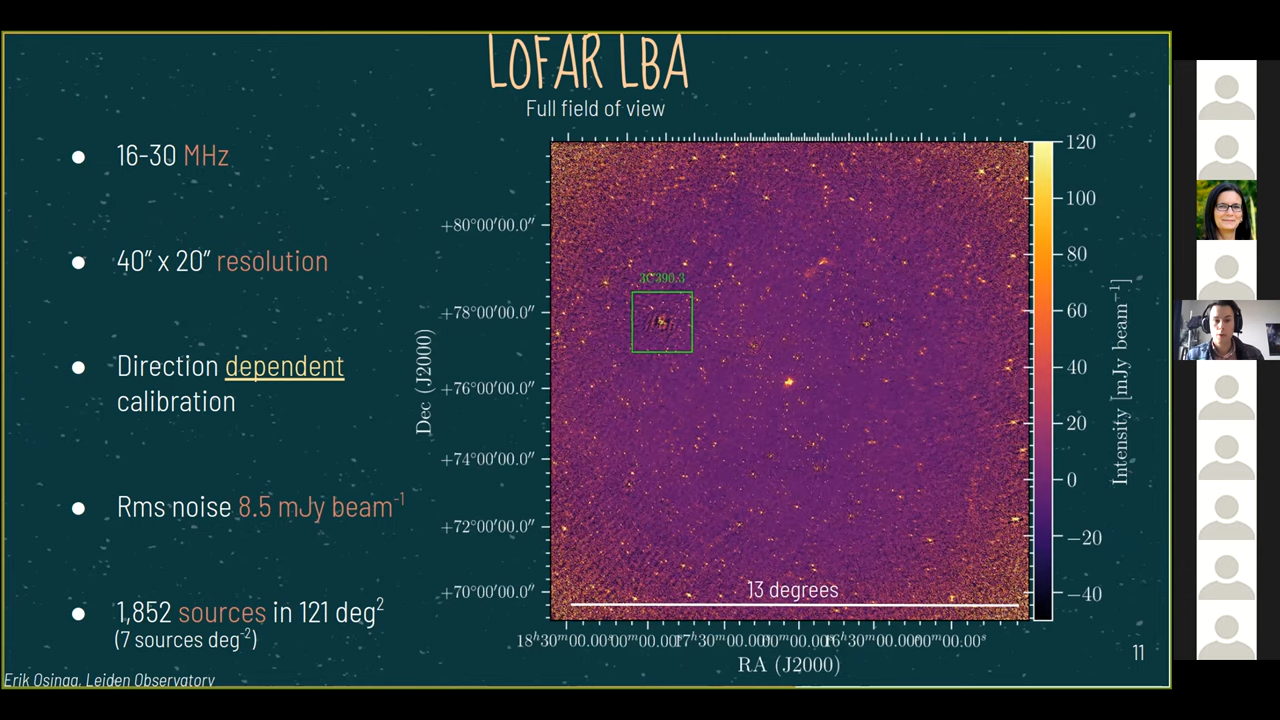 LOFAR LBA
Full field of view
● 16-30 MHz
● 40" x 20" resolution
● Direction dependent
calibration
● Rms noise 8.5 mJy beam⁻¹
● 1,852 sources in 121 deg²
(7 sources deg⁻²)
Erik Osinga, Leiden Observatory
+80°00′00.0″
+78°00′00.0″
+76°00′00.0″
+74°00′00.0″
+72°00′00.0″
+70°00′00.0″
Dec (J2000)
3C390.3
13 degrees
18ʰ30ᵐ00.00ˢ
RA (J2000)
120
100
80
60
40
20
0
−20
−40
Intensity [mJy beam⁻¹]
11